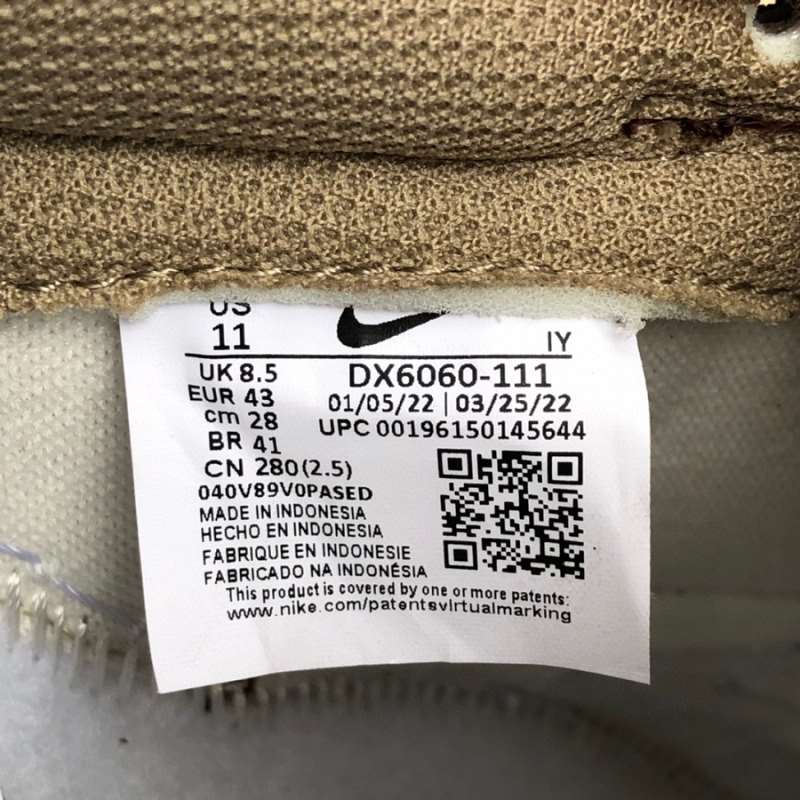 US
11
IY
UK 8.5
EUR 43
cm 28
BR 41
CN 280(2.5)
DX6060-111
01/05/22 | 03/25/22
UPC 00196150145644
040V89V0PASED
MADE IN INDONESIA
HECHO EN INDONESIA
FABRIQUE EN INDONESIE
FABRICADO NA INDONÉSIA
This product is covered by one or more patents:
www.nike.com/patentsvirtualmarking